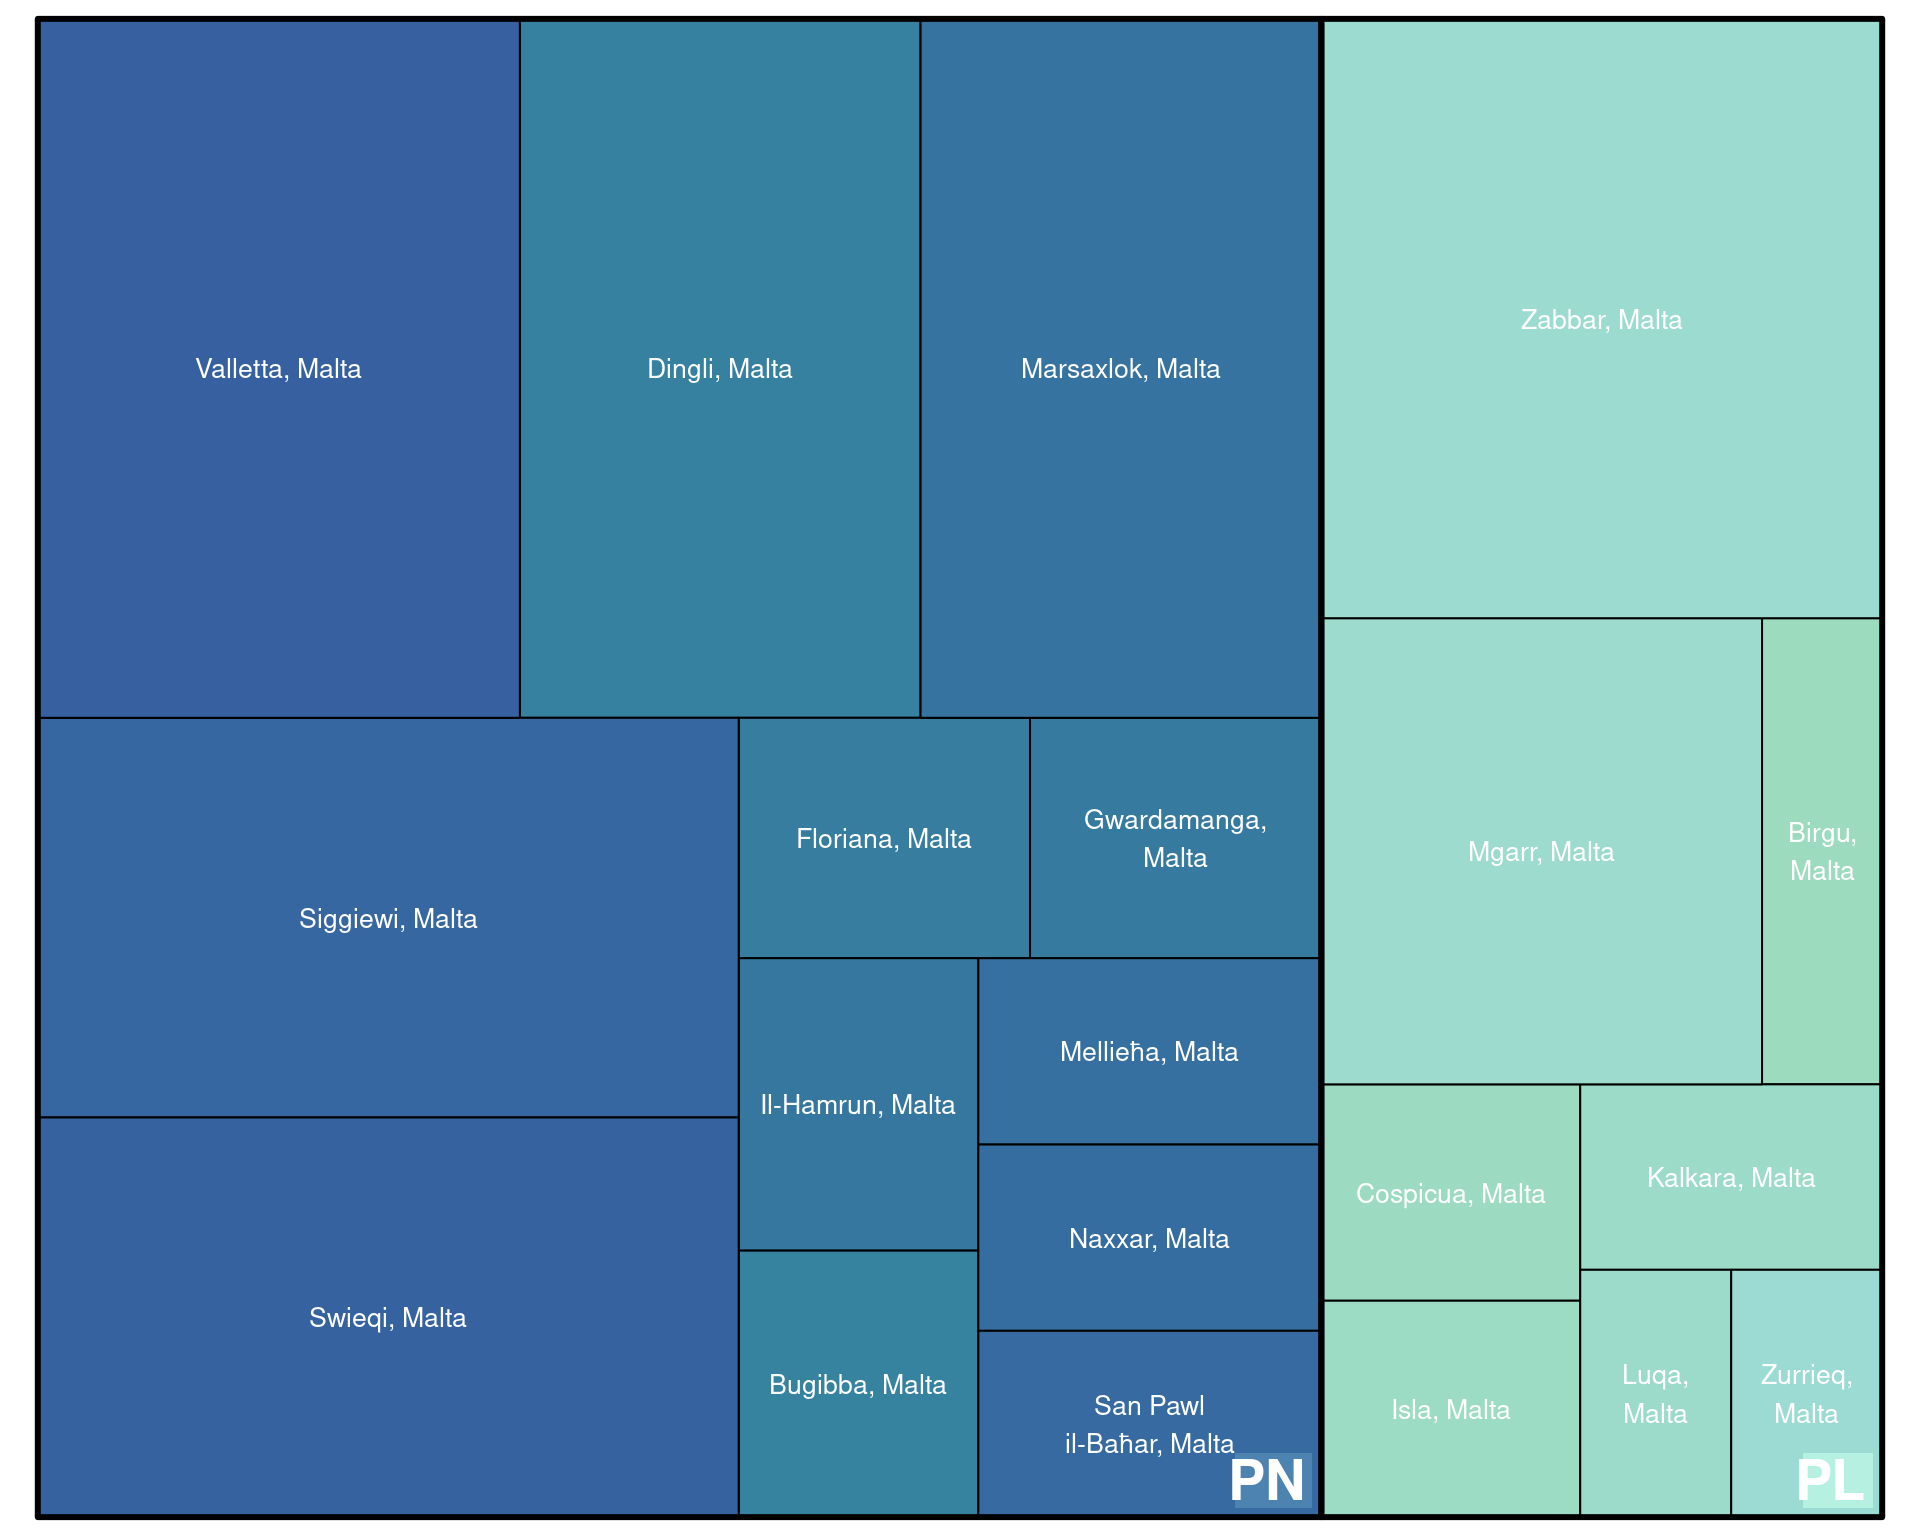 Valletta, Malta
Dingli, Malta
Marsaxlok, Malta
Zabbar, Malta
Siggiewi, Malta
Floriana, Malta
Gwardamanga,
Malta
Mgarr, Malta
Birgu,
Malta
Il-Hamrun, Malta
Mellieħa, Malta
Naxxar, Malta
Cospicua, Malta
Kalkara, Malta
Swieqi, Malta
Bugibba, Malta
San Pawl
il-Baħar, Malta
PN
Isla, Malta
Luqa,
Malta
Zurrieq,
Malta
PL